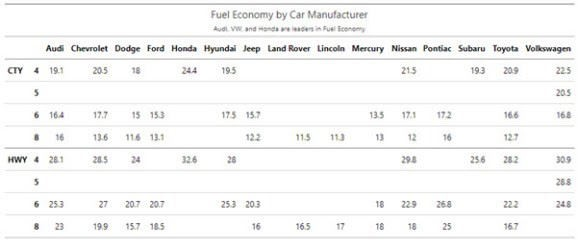 Fuel Economy by Car Manufacturer
Audi, VW, and Honda are leaders in Fuel Economy
Audi Chevrolet Dodge Ford Honda Hyundai Jeep Land Rover Lincoln Mercury Nissan Pontiac Subaru Toyota Volkswagen
CTY 4 19.1 20.5 18 24.4 19.5 21.5 19.3 20.9 22.5
5 20.5
6 16.4 17.7 15 15.3 17.5 15.7 13.5 17.1 17.2 16.6 16.8
8 16 13.6 11.6 13.1 12.2 11.5 11.3 13 12 16 12.7
HWY 4 28.1 28.5 24 32.6 28 29.8 25.6 28.2 30.9
5 28.8
6 25.3 27 20.7 20.7 25.3 20.3 18 22.9 26.8 22.2 24.8
8 23 19.9 15.7 18.5 16 16.5 17 18 18 25 16.7